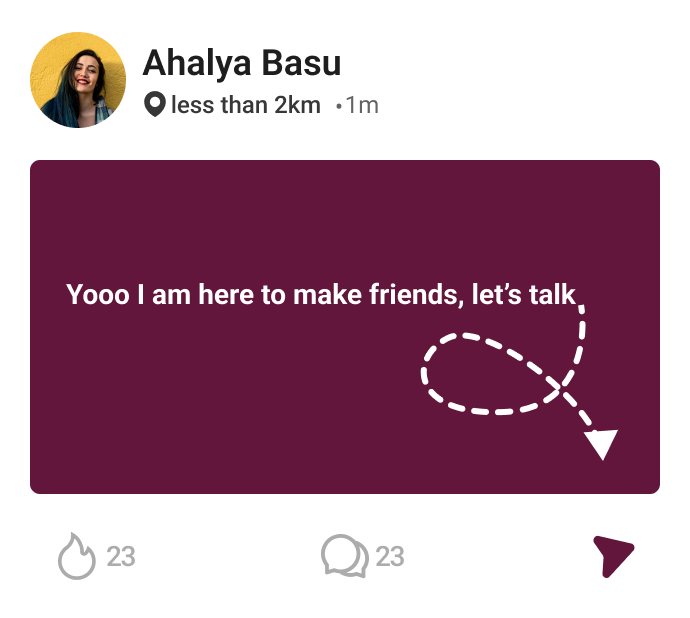 Ahalya Basu
less than 2km •1m
Yooo I am here to make friends, let’s talk
23
23